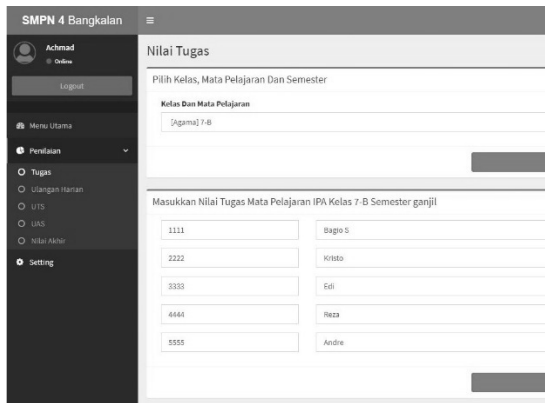 SMPN 4 Bangkalan
Achmad
Online
Logout
Menu Utama
Penilaian
Tugas
Ulangan Harian
UTS
UAS
Nilai Akhir
Setting
Nilai Tugas
Pilih Kelas, Mata Pelajaran Dan Semester
Kelas Dan Mata Pelajaran
[Agama] 7-B
Masukkan Nilai Tugas Mata Pelajaran IPA Kelas 7-B Semester ganjil
1111 Bagio S
2222 Kristo
3333 Edi
4444 Reza
5555 Andre